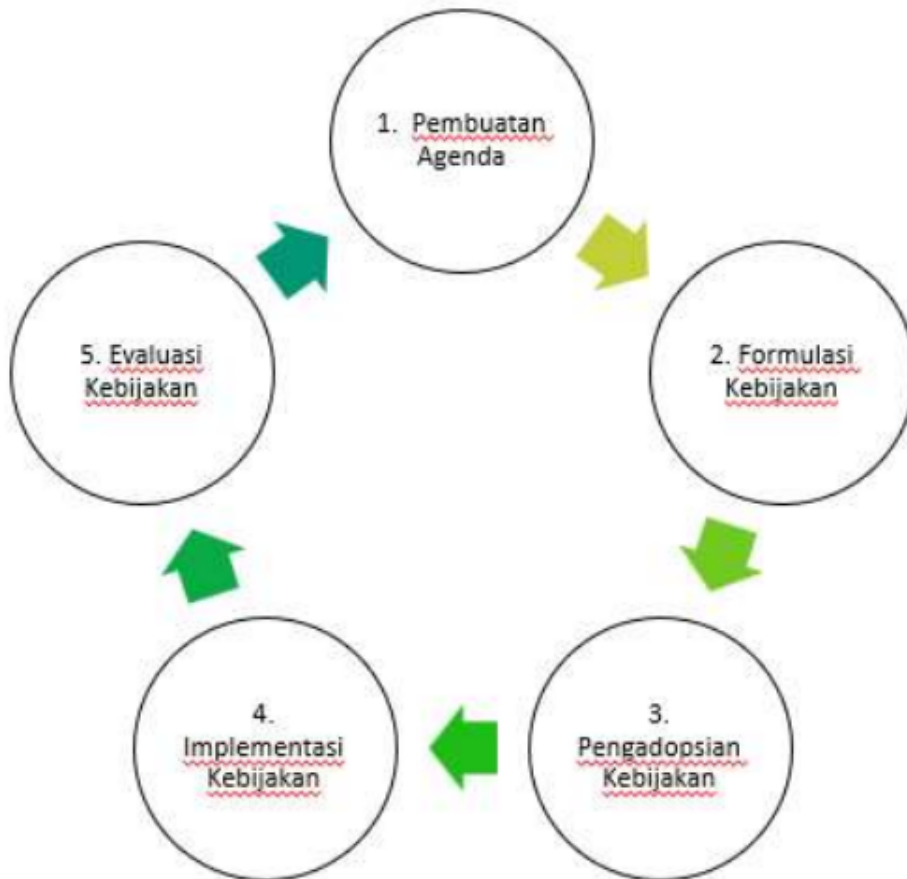 1. Pembuatan
Agenda
2. Formulasi
Kebijakan
3.
Pengadopsian
Kebijakan
4.
Implementasi
Kebijakan
5. Evaluasi
Kebijakan